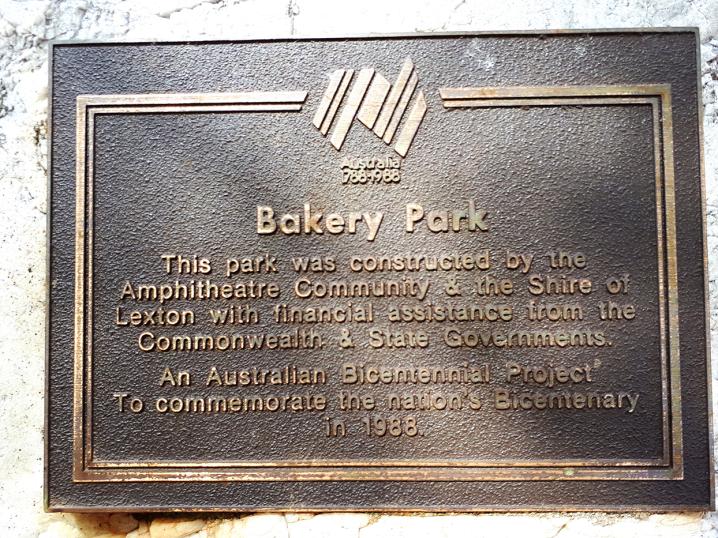 Australia
1788-1988
Bakery Park
This park was constructed by the
Amphitheatre Community & the Shire of
Lexton with financial assistance from the
Commonwealth & State Governments.
An Australian Bicentennial Project
To commemorate the nation's Bicentenary
in 1988.